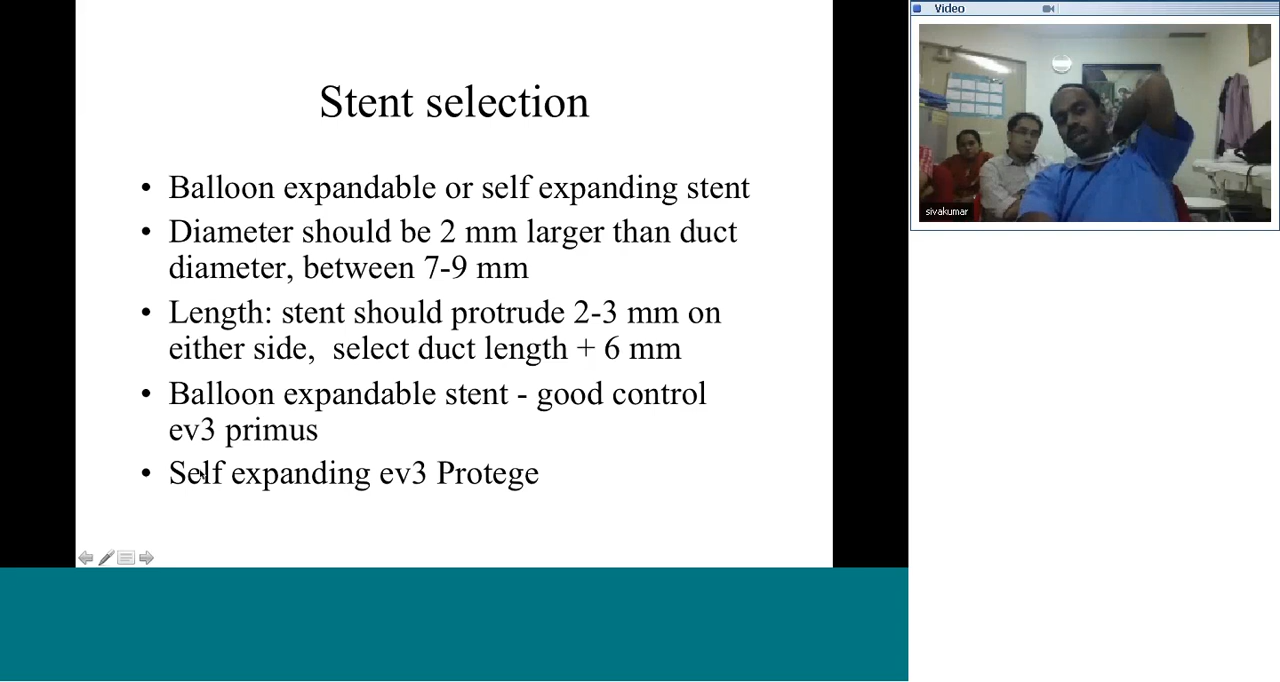 Stent selection
• Balloon expandable or self expanding stent
• Diameter should be 2 mm larger than duct
diameter, between 7-9 mm
• Length: stent should protrude 2-3 mm on
either side,  select duct length + 6 mm
• Balloon expandable stent - good control
ev3 primus
• Self expanding ev3 Protege
Video
sivakumar